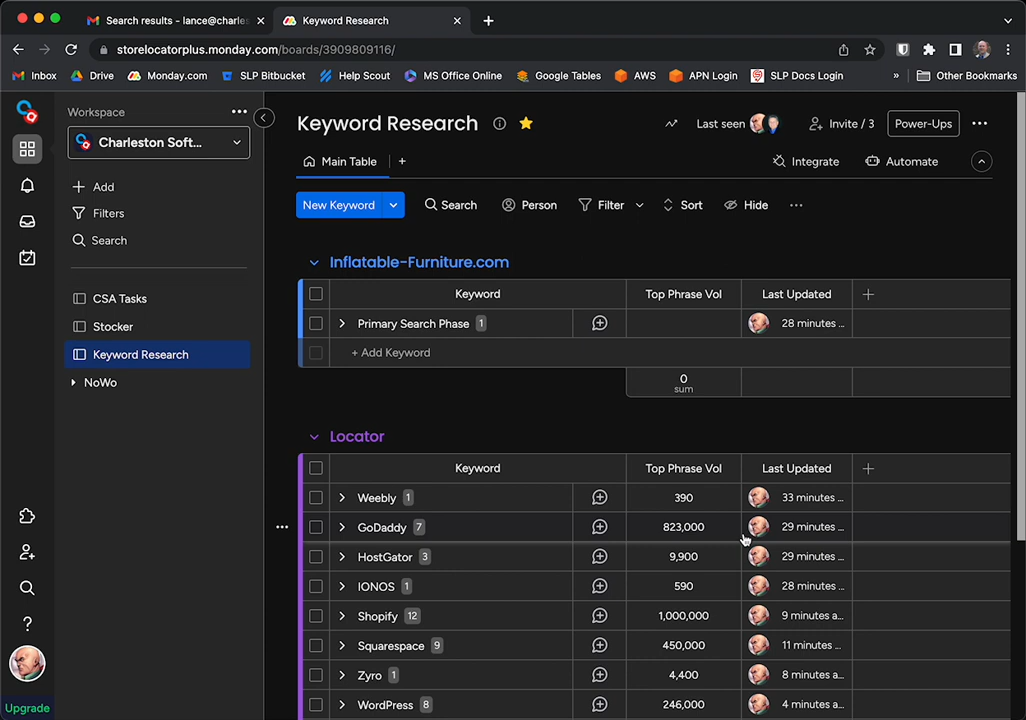 Search results - lance@charles
Keyword Research
storelocatorplus.monday.com/boards/3909809116/
Inbox
Drive
Monday.com
SLP Bitbucket
Help Scout
MS Office Online
Google Tables
AWS
APN Login
SLP Docs Login
»
Other Bookmarks
Workspace
Charleston Soft...
Add
Filters
Search
CSA Tasks
Stocker
Keyword Research
NoWo
Upgrade
Keyword Research
Last seen
Invite / 3
Power-Ups
Main Table
Integrate
Automate
New Keyword
Search
Person
Filter
Sort
Hide
Inflatable-Furniture.com
Keyword Top Phrase Vol Last Updated
Primary Search Phase 1 28 minutes ...
+ Add Keyword
0
sum
Locator
Keyword Top Phrase Vol Last Updated
Weebly 1 390 33 minutes ...
GoDaddy 7 823,000 29 minutes ...
HostGator 3 9,900 29 minutes ...
IONOS 1 590 28 minutes ...
Shopify 12 1,000,000 9 minutes a...
Squarespace 9 450,000 11 minutes ...
Zyro 1 4,400 8 minutes a...
WordPress 8 246,000 4 minutes a...